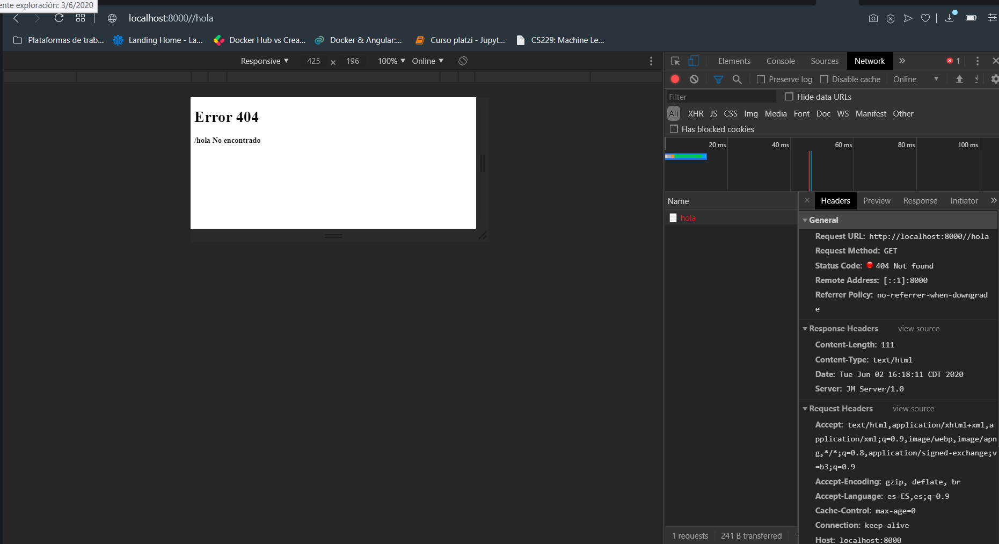 ente exploración: 3/6/2020
localhost:8000//hola
Plataformas de trab...
Landing Home - La...
Docker Hub vs Crea...
Docker & Angular:...
Curso platzi - Jupyt...
CS229: Machine Le...
Responsive ▼ 425 × 196 100% ▼ Online ▼
Error 404
/hola No encontrado
Elements Console Sources Network » 1
Preserve log Disable cache Online ▼
Filter Hide data URLs
All XHR JS CSS Img Media Font Doc WS Manifest Other
Has blocked cookies
20 ms 40 ms 60 ms 80 ms 100 ms
Name
hola
1 requests 241 B transferred
× Headers Preview Response Initiator »
General
Request URL: http://localhost:8000//hola
Request Method: GET
Status Code: 404 Not found
Remote Address: [::1]:8000
Referrer Policy: no-referrer-when-downgrad
e
Response Headers view source
Content-Length: 111
Content-Type: text/html
Date: Tue Jun 02 16:18:11 CDT 2020
Server: JM Server/1.0
Request Headers view source
Accept: text/html,application/xhtml+xml,a
pplication/xml;q=0.9,image/webp,image/apn
g,*/*;q=0.8,application/signed-exchange;v
=b3;q=0.9
Accept-Encoding: gzip, deflate, br
Accept-Language: es-ES,es;q=0.9
Cache-Control: max-age=0
Connection: keep-alive
Host: localhost:8000